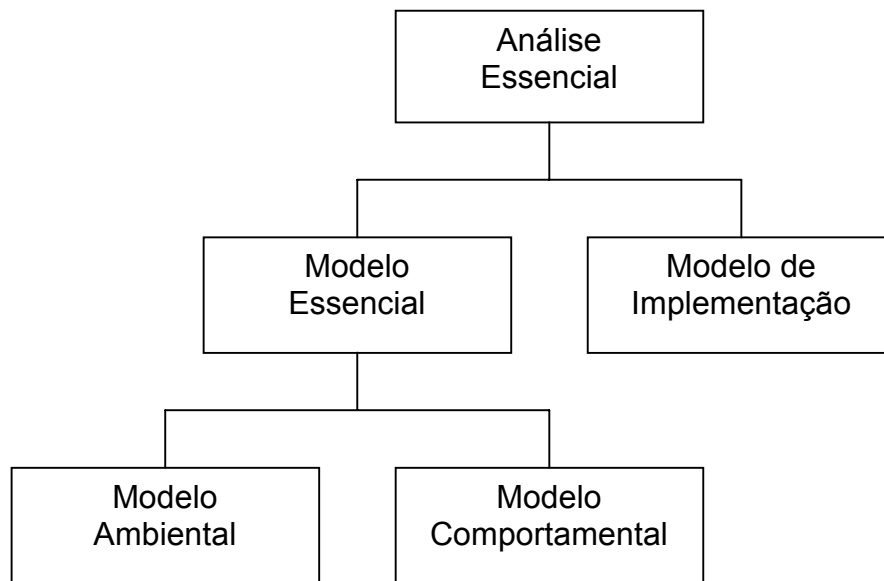 Análise
Essencial
Modelo
Essencial
Modelo de
Implementação
Modelo
Ambiental
Modelo
Comportamental